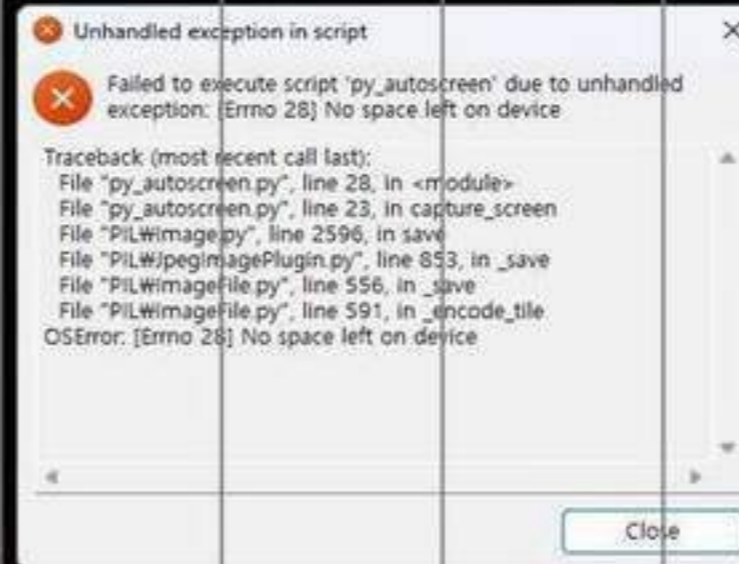 Unhandled exception in script
Failed to execute script 'py_autoscreen' due to unhandled
exception: [Errno 28] No space left on device
Traceback (most recent call last):
File "py_autoscreen.py", line 28, in <module>
File "py_autoscreen.py", line 23, in capture_screen
File "PIL₩Image.py", line 2596, in save
File "PIL₩JpegImagePlugin.py", line 853, in _save
File "PIL₩ImageFile.py", line 556, in _save
File "PIL₩ImageFile.py", line 591, in _encode_tile
OSError: [Errno 28] No space left on device
Close